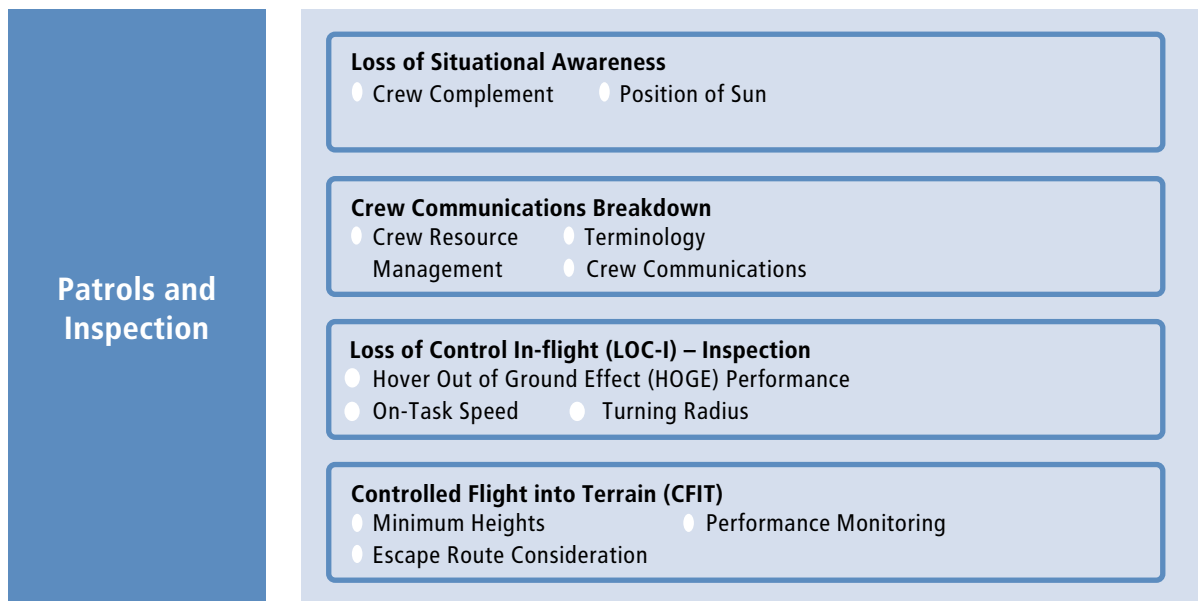 Patrols and
Inspection
Loss of Situational Awareness
Crew Complement Position of Sun
Crew Communications Breakdown
Crew Resource Terminology
Management Crew Communications
Loss of Control In-flight (LOC-I) – Inspection
Hover Out of Ground Effect (HOGE) Performance
On-Task Speed Turning Radius
Controlled Flight into Terrain (CFIT)
Minimum Heights Performance Monitoring
Escape Route Consideration